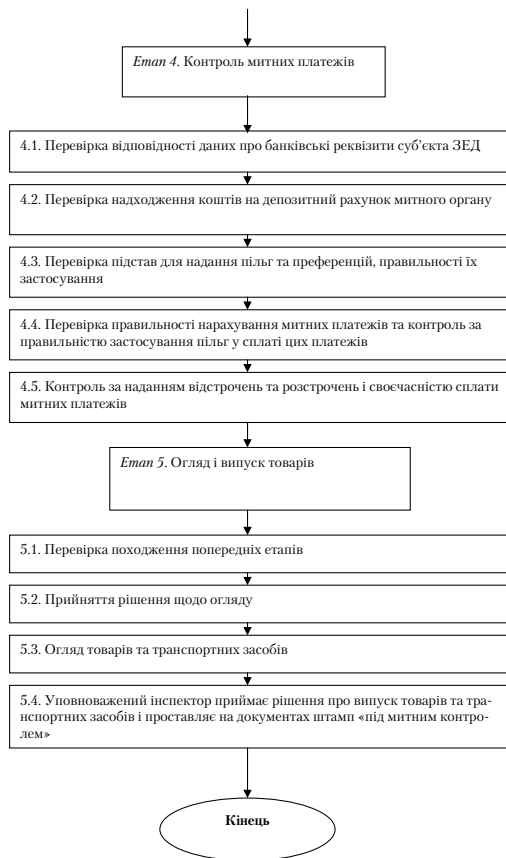 Етап 4. Контроль митних платежів
4.1. Перевірка відповідності даних про банківські реквізити суб’єкта ЗЕД
4.2. Перевірка надходження коштів на депозитний рахунок митного органу
4.3. Перевірка підстав для надання пільг та преференцій, правильності їх
застосування
4.4. Перевірка правильності нарахування митних платежів та контроль за
правильністю застосування пільг у сплаті цих платежів
4.5. Контроль за наданням відстрочень та розстрочень і своєчасністю сплати
митних платежів
Етап 5. Огляд і випуск товарів
5.1. Перевірка походження попередніх етапів
5.2. Прийняття рішення щодо огляду
5.3. Огляд товарів та транспортних засобів
5.4. Уповноважений інспектор приймає рішення про випуск товарів та тра-
нспортних засобів і проставляє на документах штамп «під митним контро-
лем»
Кінець